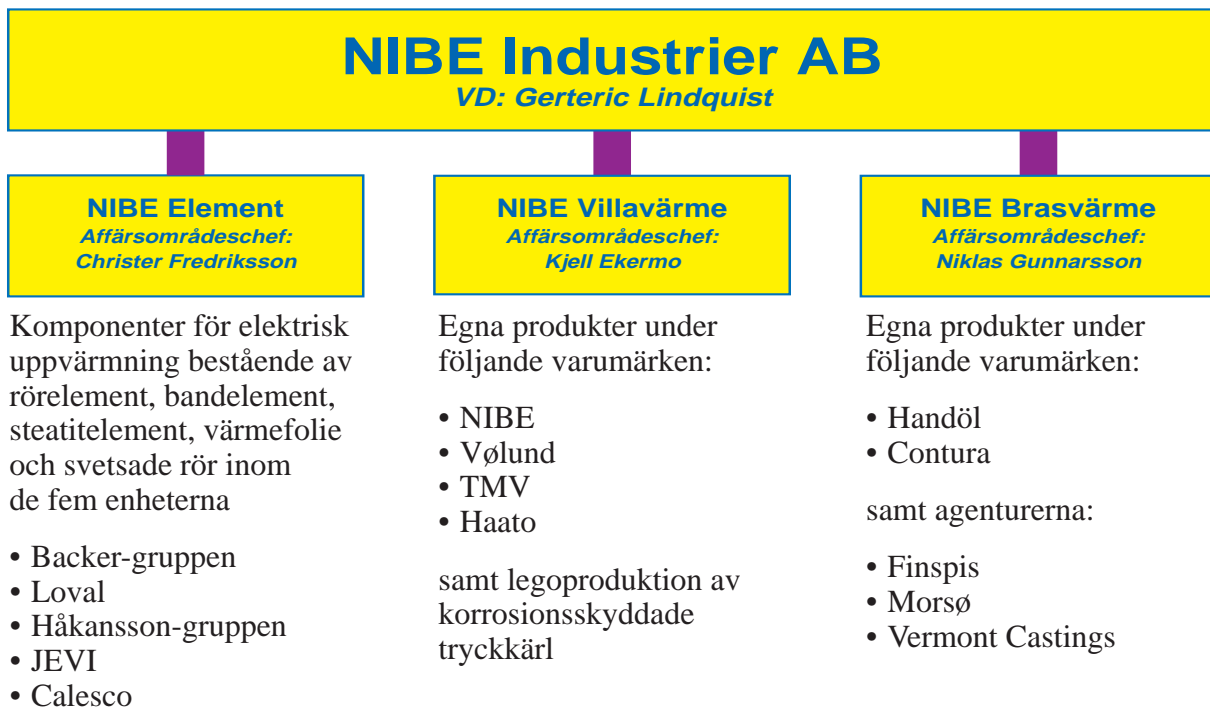 NIBE Industrier AB
VD: Gerteric Lindquist
NIBE Element
Affärsområdeschef:
Christer Fredriksson
Komponenter för elektrisk
uppvärmning bestående av
rörelement, bandelement,
steatitelement, värmefolie
och svetsade rör inom
de fem enheterna
• Backer-gruppen
• Loval
• Håkansson-gruppen
• JEVI
• Calesco
NIBE Villavärme
Affärsområdeschef:
Kjell Ekermo
Egna produkter under
följande varumärken:
• NIBE
• Vølund
• TMV
• Haato
samt legoproduktion av
korrosionsskyddade
tryckkärl
NIBE Brasvärme
Affärsområdeschef:
Niklas Gunnarsson
Egna produkter under
följande varumärken:
• Handöl
• Contura
samt agenturerna:
• Finspis
• Morsø
• Vermont Castings